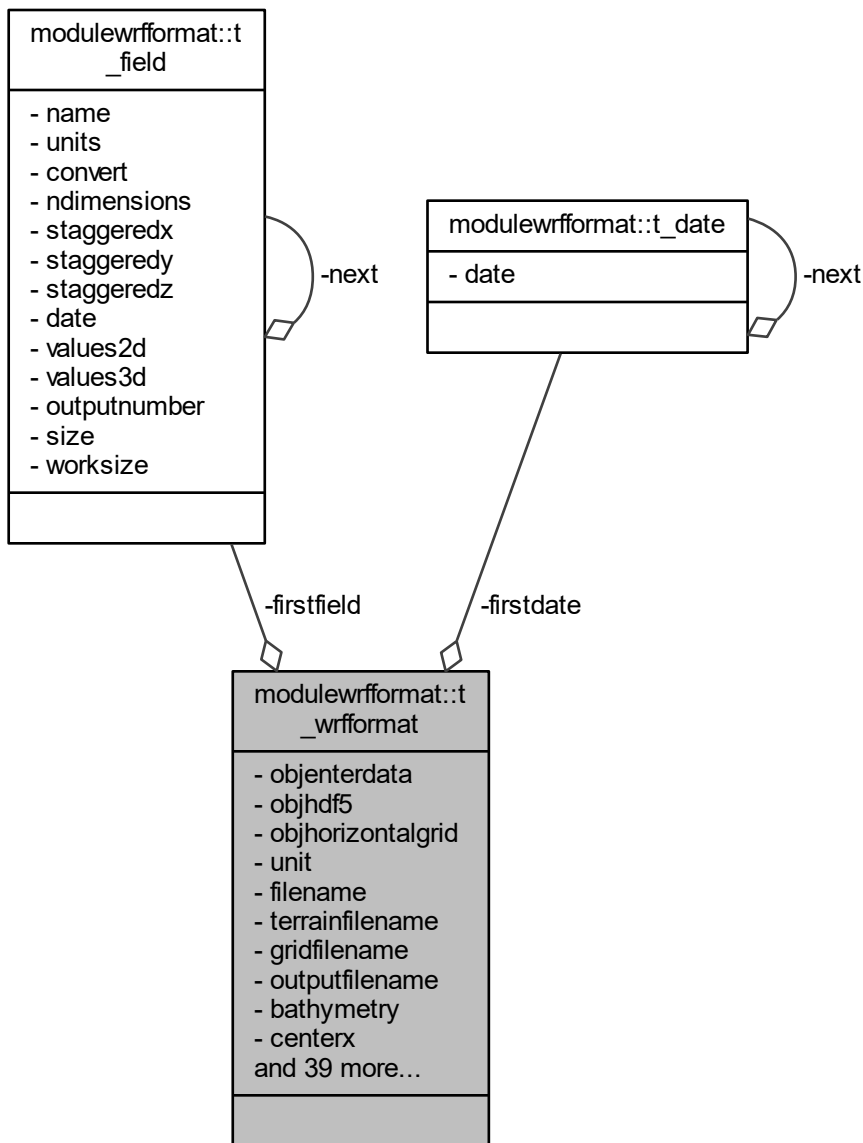 modulewrfformat::t
_field
- name
- units
- convert
- ndimensions
- staggeredx
- staggeredy
- staggeredz
- date
- values2d
- values3d
- outputnumber
- size
- worksize
-next
modulewrfformat::t_date
- date
-next
-firstfield
-firstdate
modulewrfformat::t
_wrfformat
- objenterdata
- objhdf5
- objhorizontalgrid
- unit
- filename
- terrainfilename
- gridfilename
- outputfilename
- bathymetry
- centerx
and 39 more...